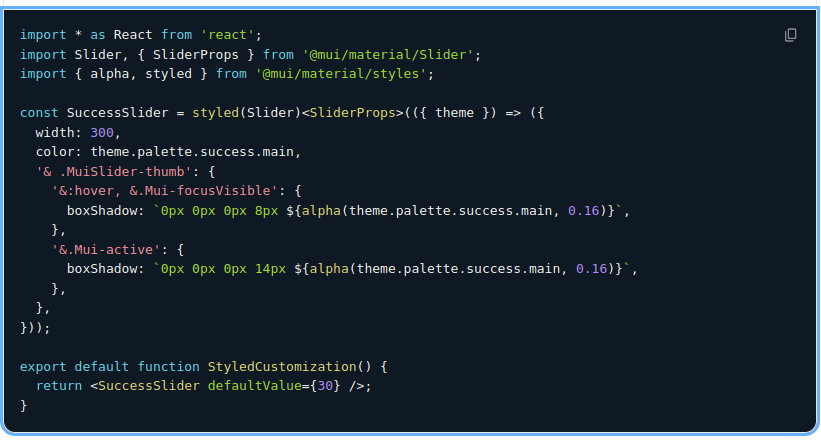 import * as React from 'react';
import Slider, { SliderProps } from '@mui/material/Slider';
import { alpha, styled } from '@mui/material/styles';

const SuccessSlider = styled(Slider)<SliderProps>(({ theme }) => ({
  width: 300,
  color: theme.palette.success.main,
  '& .MuiSlider-thumb': {
    '&:hover, &.Mui-focusVisible': {
      boxShadow: `0px 0px 0px 8px ${alpha(theme.palette.success.main, 0.16)}`,
    },
    '&.Mui-active': {
      boxShadow: `0px 0px 0px 14px ${alpha(theme.palette.success.main, 0.16)}`,
    },
  },
}));

export default function StyledCustomization() {
  return <SuccessSlider defaultValue={30} />;
}